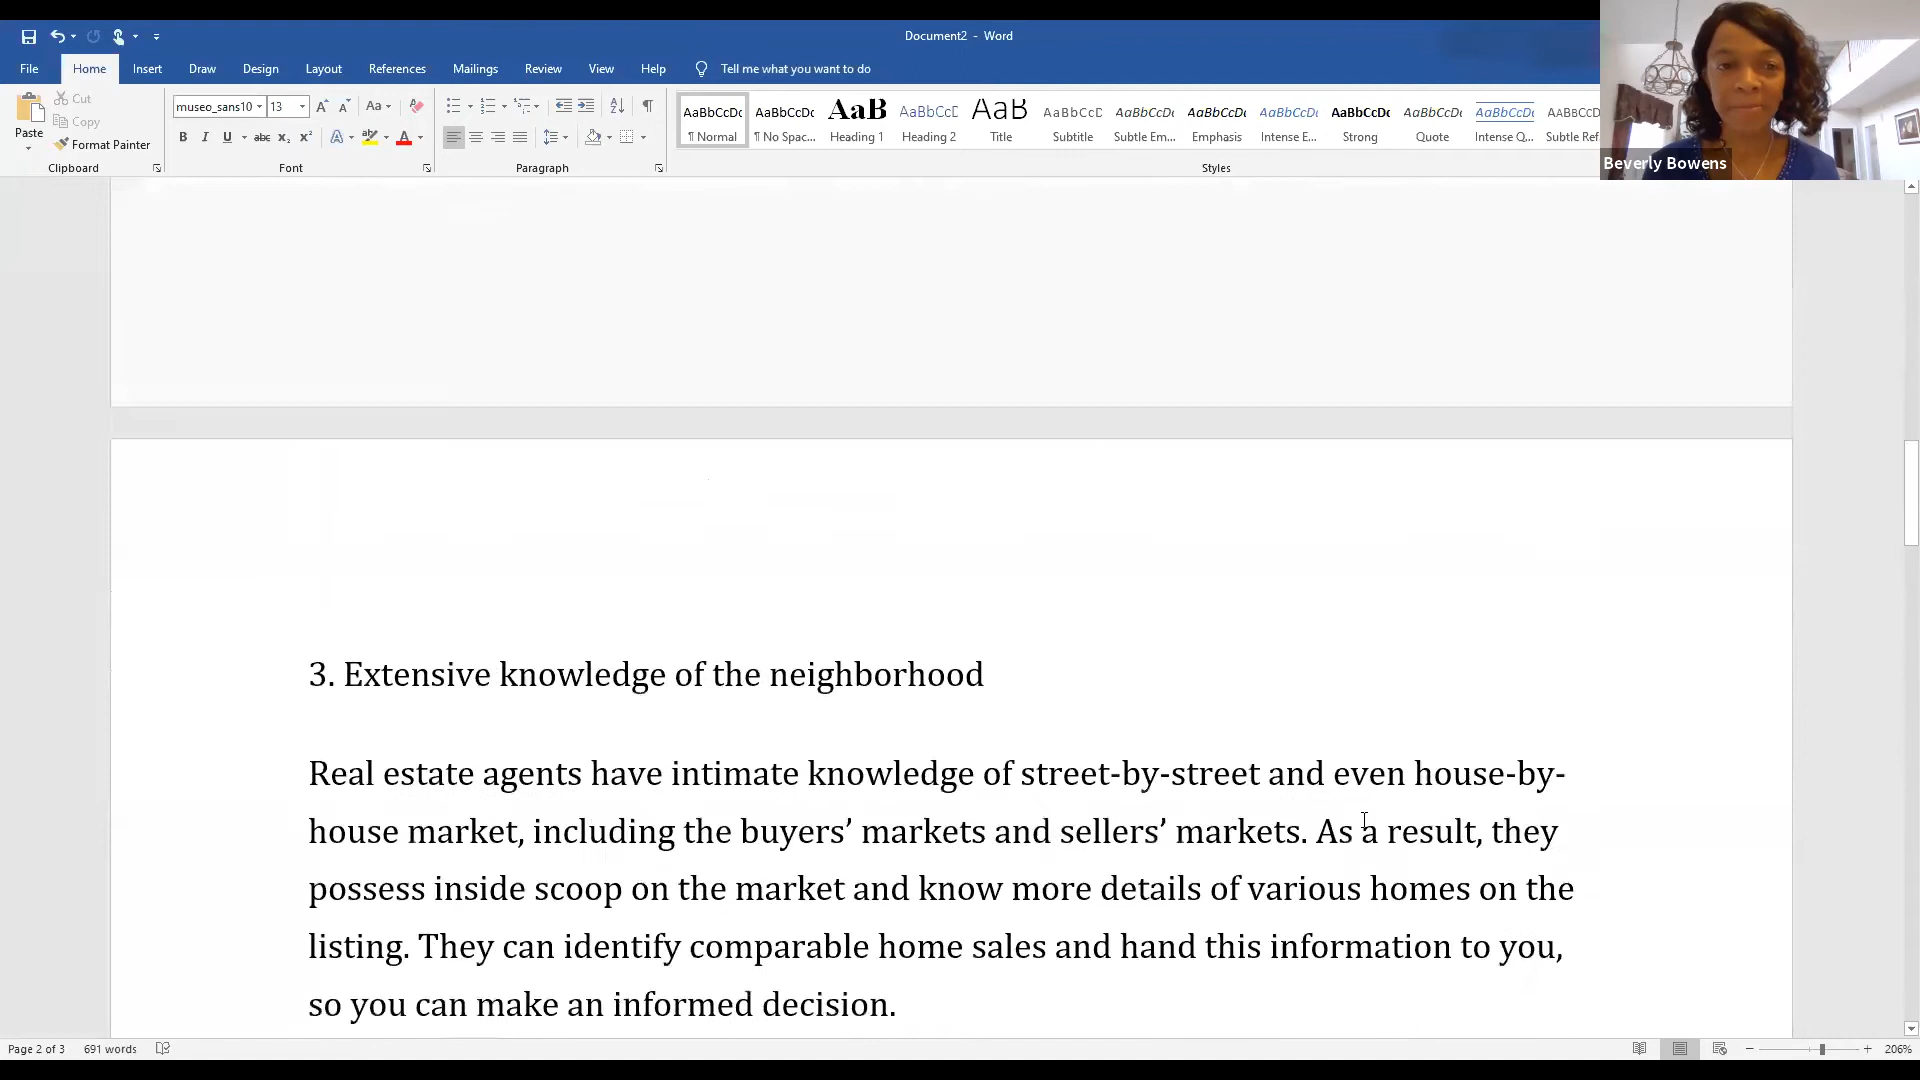 Document2 - Word
Beverly Bowens
File Home Insert Draw Design Layout References Mailings Review View Help Tell me what you want to do
Paste
Cut
Copy
Format Painter
museo_sans10 13
AaBbCcDc AaBbCcDc AaB AaBbCcD AaB AaBbCcD AaBbCcDc AaBbCcDc AaBbCcDc AaBbCcDc AaBbCcDc AaBbCcDc AABBCCDC
¶ Normal ¶ No Spac... Heading 1 Heading 2 Title Subtitle Subtle Em... Emphasis Intense E... Strong Quote Intense Q... Subtle Ref
Clipboard Font Paragraph Styles
3. Extensive knowledge of the neighborhood
Real estate agents have intimate knowledge of street-by-street and even house-by-
house market, including the buyers’ markets and sellers’ markets. As a result, they
possess inside scoop on the market and know more details of various homes on the
listing. They can identify comparable home sales and hand this information to you,
so you can make an informed decision.
Page 2 of 3 691 words 206%